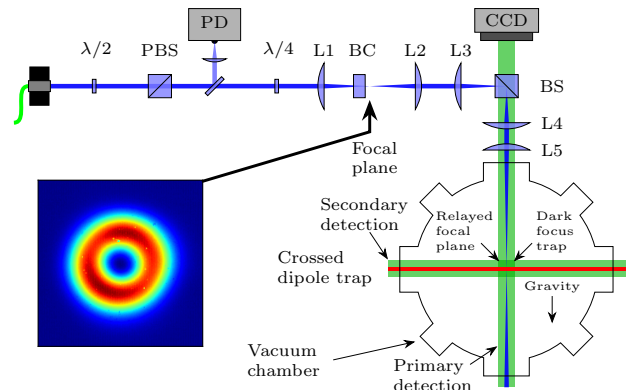 PD
CCD
λ/2
PBS
λ/4
L1
BC
L2
L3
BS
L4
L5
Focal
plane
Secondary
detection
Relayed
focal
plane
Dark
focus
trap
Crossed
dipole trap
Gravity
Vacuum
chamber
Primary
detection